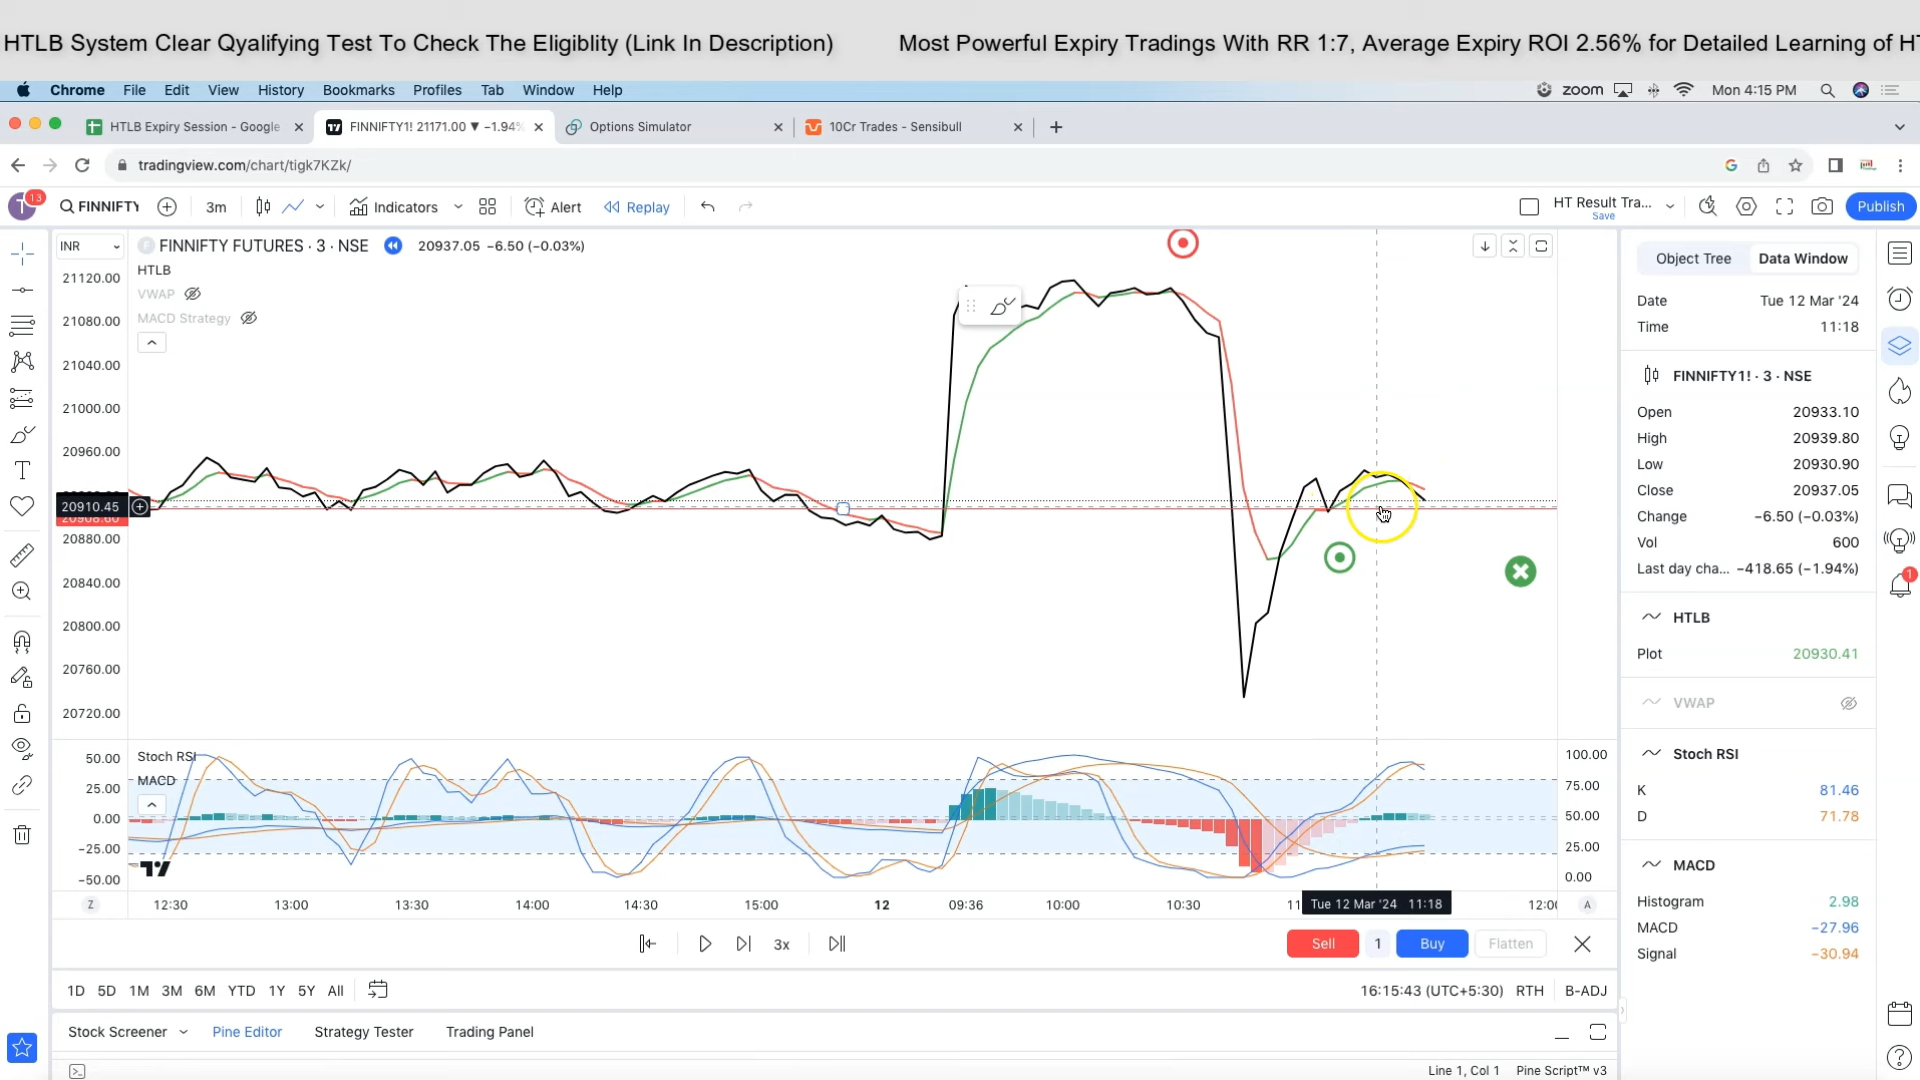 HTLB System Clear Qyalifying Test To Check The Eligiblity (Link In Description) Most Powerful Expiry Tradings With RR 1:7, Average Expiry ROI 2.56% for Detailed Learning of HT
Chrome File Edit View History Bookmarks Profiles Tab Window Help zoom Mon 4:15 PM
HTLB Expiry Session - Google FINNIFTY1! 21171.00 ▼ −1.94% Options Simulator 10Cr Trades - Sensibull
tradingview.com/chart/tigk7KZk/
T 13 FINNIFTY 3m Indicators Alert Replay HT Result Tra... Save Publish
INR FINNIFTY FUTURES · 3 · NSE 20937.05 −6.50 (−0.03%)
HTLB
VWAP
MACD Strategy
21120.00
21080.00
21040.00
21000.00
20960.00
20910.45
20880.00
20840.00
20800.00
20760.00
20720.00
Stoch RSI
MACD
50.00
25.00
0.00
−25.00
−50.00
100.00
75.00
50.00
25.00
0.00
Z 12:30 13:00 13:30 14:00 14:30 15:00 12 09:36 10:00 10:30 11 Tue 12 Mar '24 11:18 12:00 A
3x Sell 1 Buy Flatten
1D 5D 1M 3M 6M YTD 1Y 5Y All 16:15:43 (UTC+5:30) RTH B-ADJ
Stock Screener Pine Editor Strategy Tester Trading Panel
Line 1, Col 1 Pine Script™ v3
Object Tree Data Window
Date Tue 12 Mar '24
Time 11:18
FINNIFTY1! · 3 · NSE
Open 20933.10
High 20939.80
Low 20930.90
Close 20937.05
Change −6.50 (−0.03%)
Vol 600
Last day cha... −418.65 (−1.94%)
HTLB
Plot 20930.41
VWAP
Stoch RSI
K 81.46
D 71.78
MACD
Histogram 2.98
MACD −27.96
Signal −30.94
1